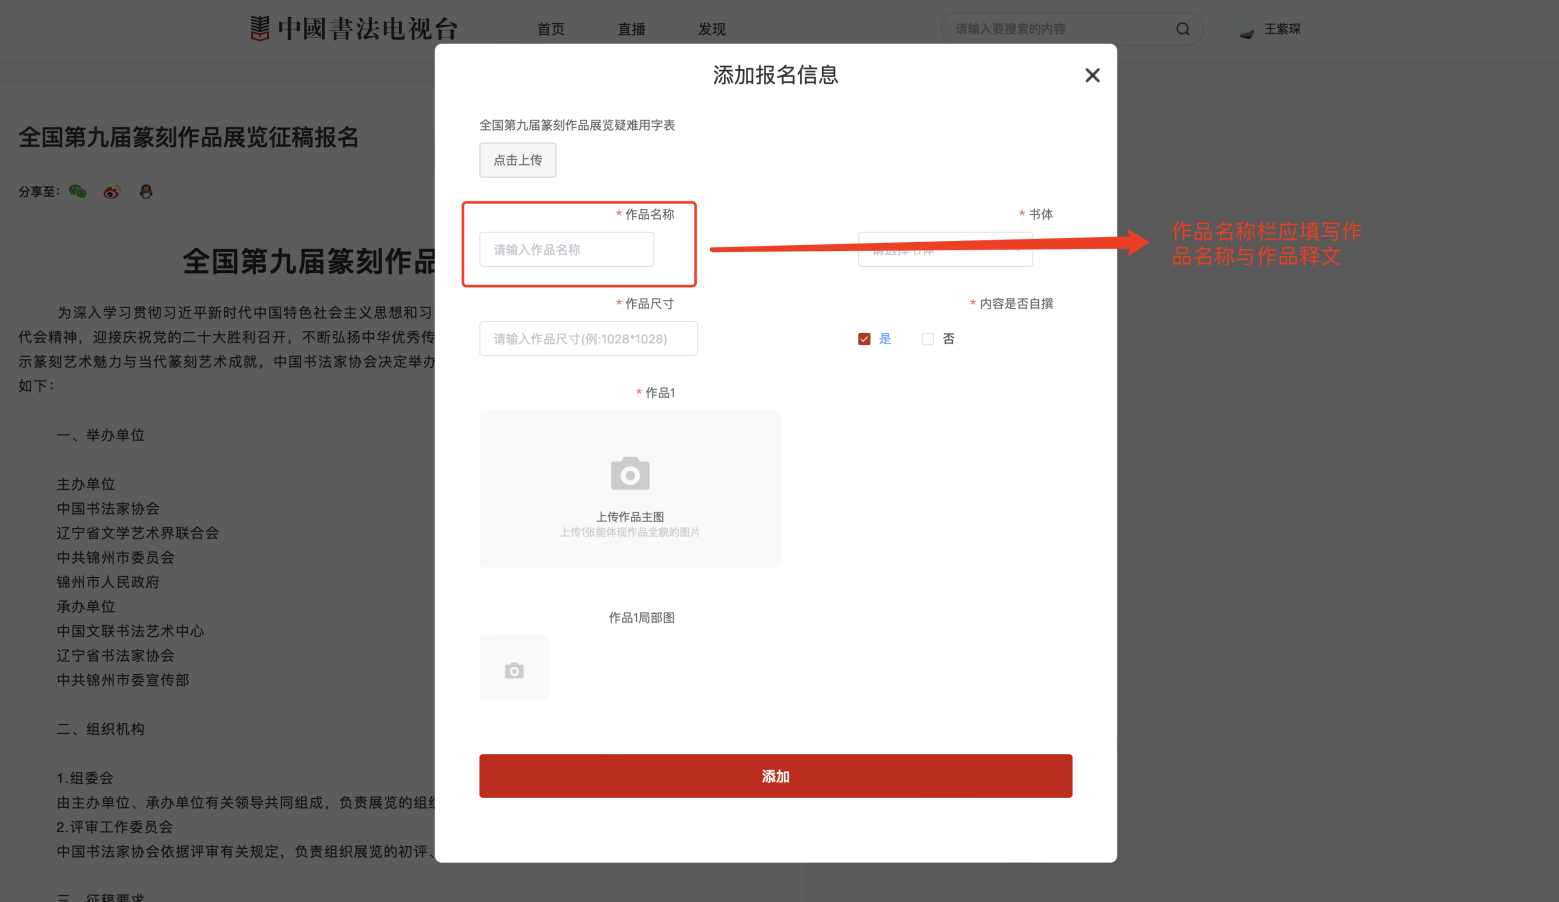 中國書法电视台
首页
直播
发现
请输入要搜索的内容
王紫琛
添加报名信息
全国第九届篆刻作品展览征稿报名
分享至：
全国第九届篆刻作品
为深入学习贯彻习近平新时代中国特色社会主义思想和习
代会精神，迎接庆祝党的二十大胜利召开，不断弘扬中华优秀传
示篆刻艺术魅力与当代篆刻艺术成就，中国书法家协会决定举办
如下：
一、举办单位
主办单位
中国书法家协会
辽宁省文学艺术界联合会
中共锦州市委员会
锦州市人民政府
承办单位
中国文联书法艺术中心
辽宁省书法家协会
中共锦州市委宣传部
二、组织机构
1.组委会
由主办单位、承办单位有关领导共同组成，负责展览的组织
2.评审工作委员会
中国书法家协会依据评审有关规定，负责组织展览的初评、
三、征稿要求
全国第九届篆刻作品展览疑难用字表
点击上传
* 作品名称
请输入作品名称
* 书体
请选择书体
作品名称栏应填写作
品名称与作品释文
* 作品尺寸
请输入作品尺寸(例:1028*1028)
* 内容是否自撰
是
否
* 作品1
上传作品主图
上传1张能体现作品全貌的图片
作品1局部图
添加